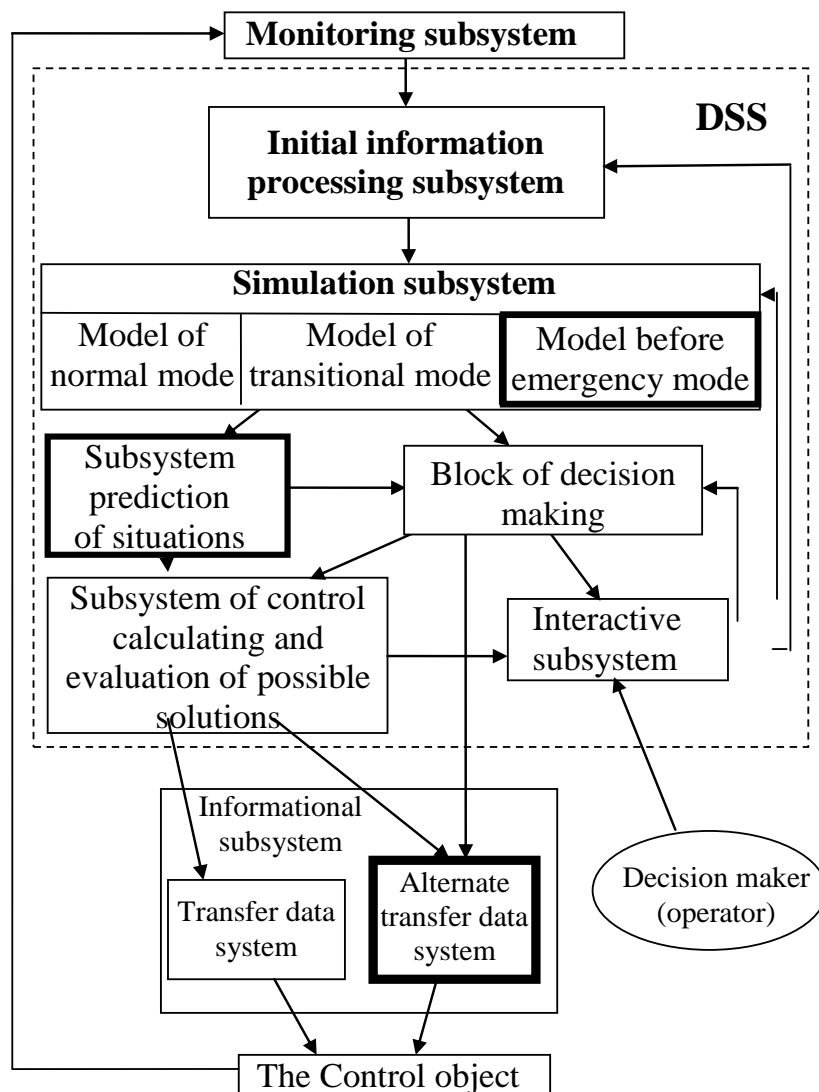 Monitoring subsystem
DSS
Initial information
processing subsystem
Simulation subsystem
Model of
normal mode
Model of
transitional mode
Model before
emergency mode
Subsystem
prediction
of situations
Block of decision
making
Subsystem of control
calculating and
evaluation of possible
solutions
Interactive
subsystem
Informational
subsystem
Transfer data
system
Alternate
transfer data
system
Decision maker
(operator)
The Control object